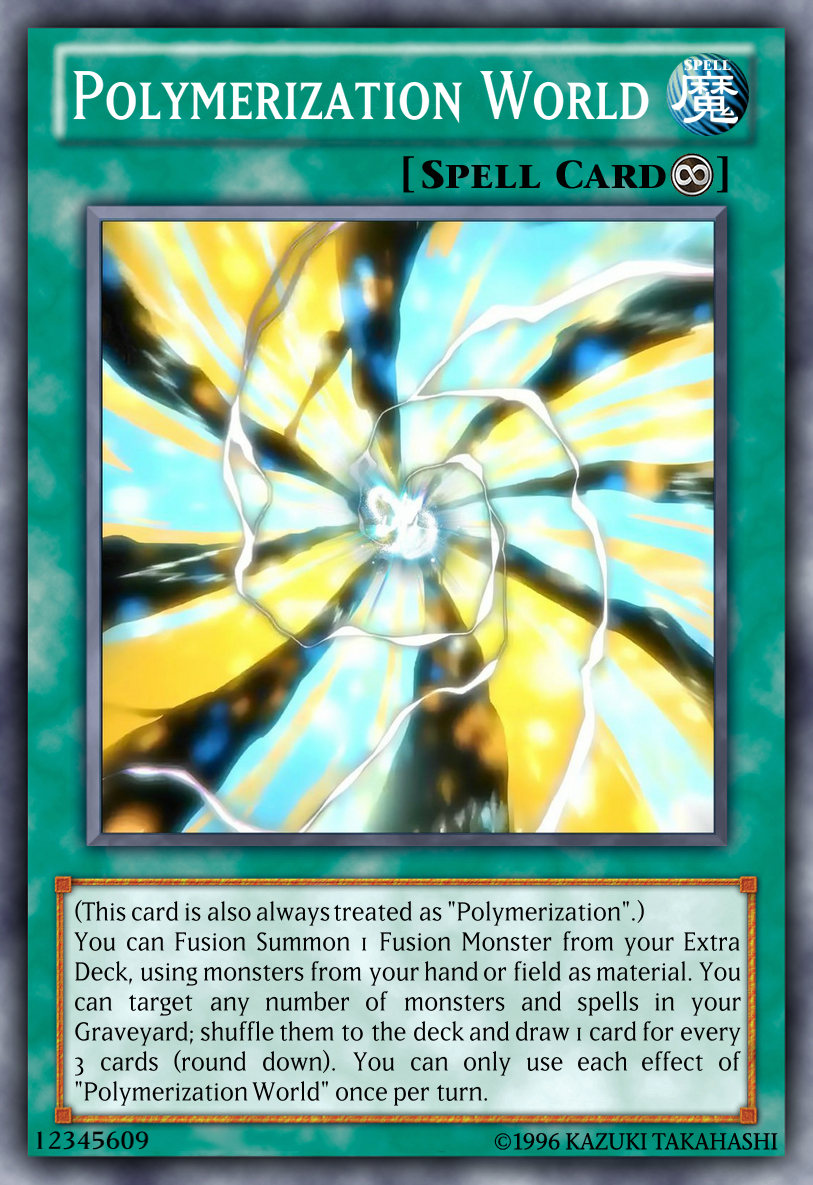 Polymerization World
SPELL
魔
[Spell Card∞]
(This card is also always treated as "Polymerization".)
You can Fusion Summon 1 Fusion Monster from your Extra
Deck, using monsters from your hand or field as material. You
can target any number of monsters and spells in your
Graveyard; shuffle them to the deck and draw 1 card for every
3 cards (round down). You can only use each effect of
"Polymerization World" once per turn.
12345609
©1996 KAZUKI TAKAHASHI